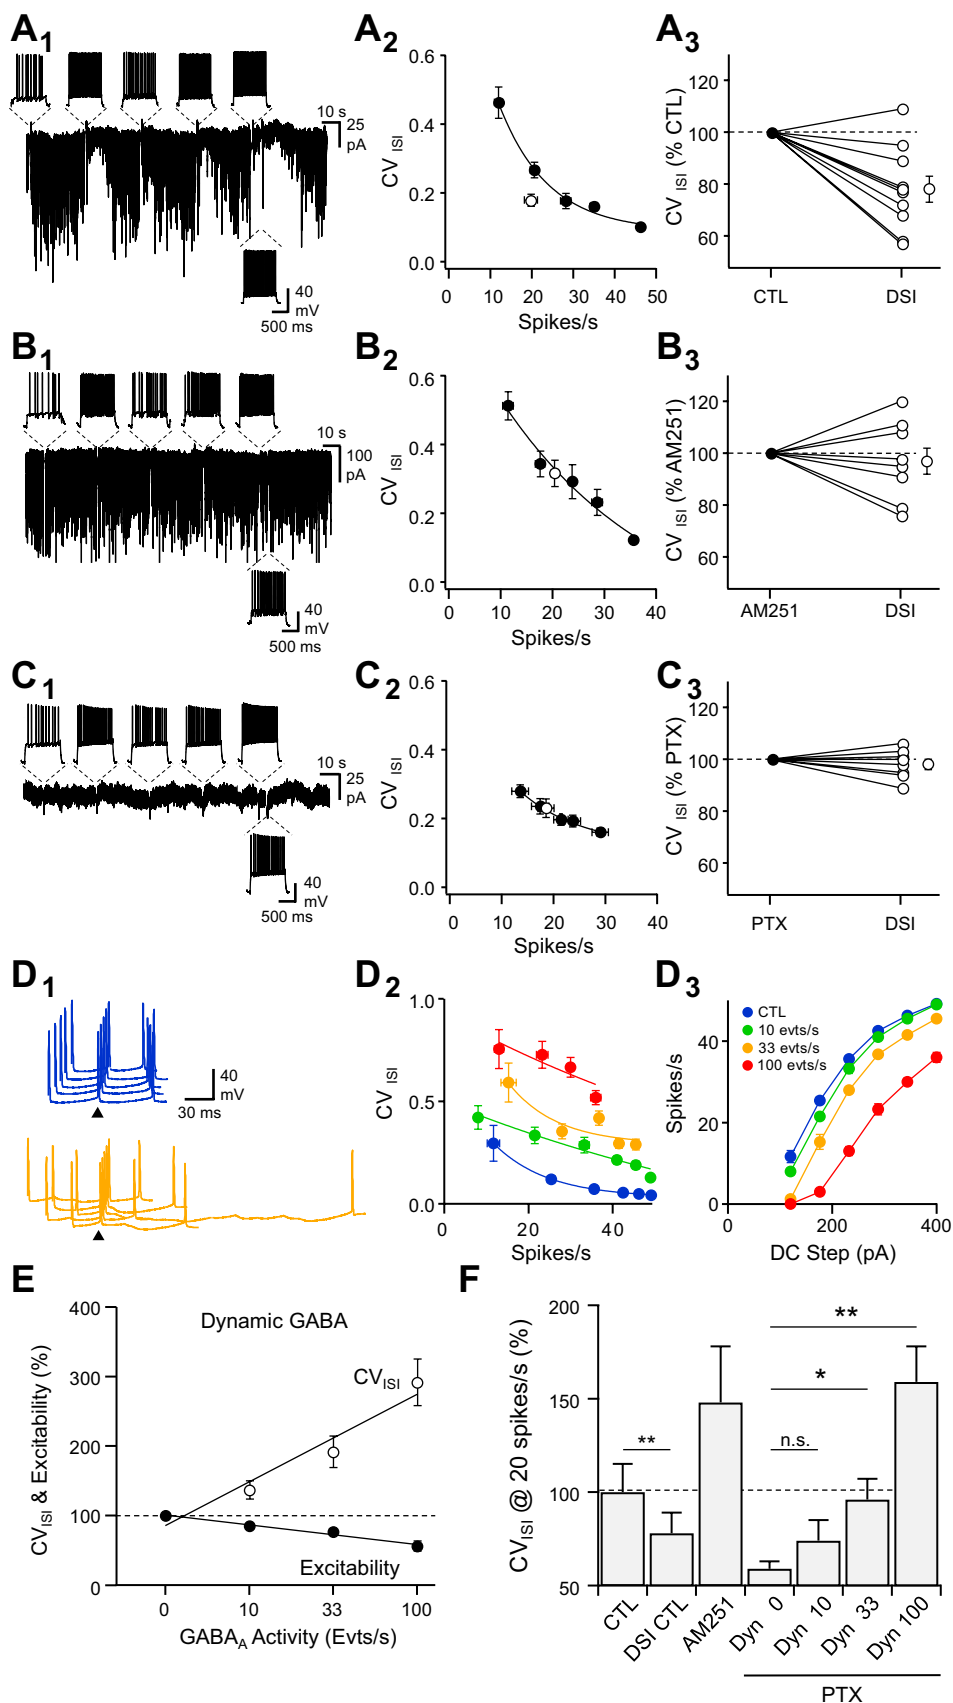 A1
10 s
25
pA
40
mV
500 ms
A2
0.6
0.4
0.2
0.0
CV ISI
0 10 20 30 40 50
Spikes/s
A3
120
100
80
60
CV ISI (% CTL)
CTL DSI
B1
10 s
100
pA
40
mV
500 ms
B2
0.6
0.4
0.2
0.0
CV ISI
0 10 20 30 40
Spikes/s
B3
120
100
80
60
CV ISI (% AM251)
AM251 DSI
C1
10 s
25
pA
40
mV
500 ms
C2
0.6
0.4
0.2
0.0
CV ISI
0 10 20 30 40
Spikes/s
C3
120
100
80
60
CV ISI (% PTX)
PTX DSI
D1
40
mV
30 ms
D2
1.0
0.5
0.0
CV ISI
0 20 40
Spikes/s
D3
CTL
10 evts/s
33 evts/s
100 evts/s
40
20
0
Spikes/s
0 200 400
DC Step (pA)
E
400
300
200
100
0
CVISI & Excitability (%)
Dynamic GABA
CVISI
Excitability
0 10 33 100
GABAA Activity (Evts/s)
F
200
150
100
50
CVISI @ 20 spikes/s (%)
**
*
n.s.
**
CTL
DSI CTL
AM251
Dyn 0
Dyn 10
Dyn 33
Dyn 100
PTX